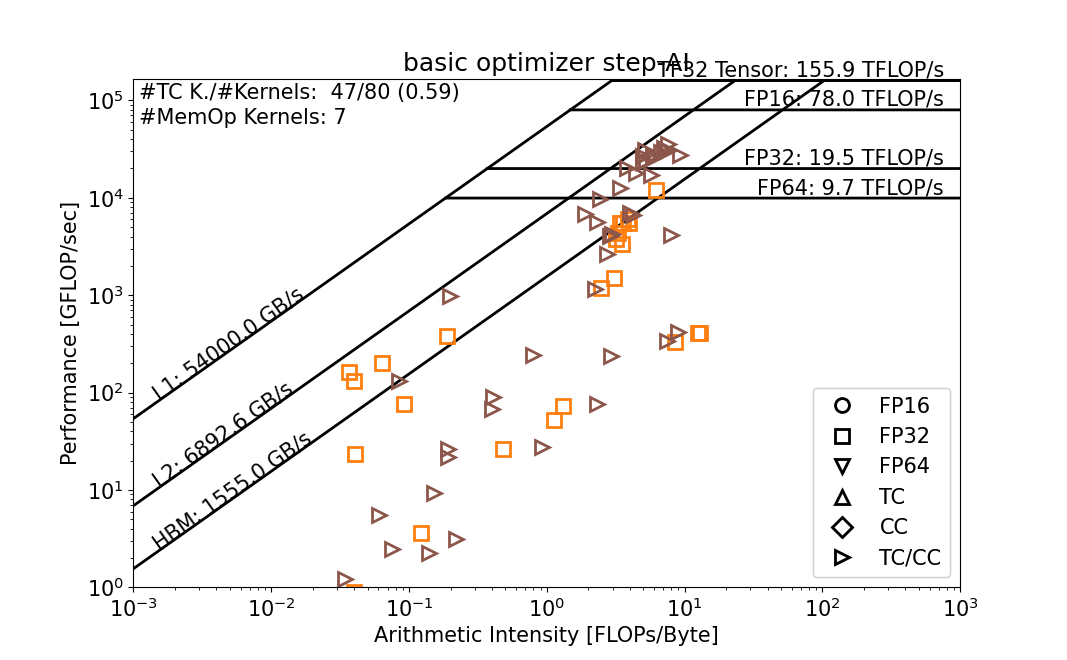 basic optimizer step-AI
TF32 Tensor: 155.9 TFLOP/s
#TC K./#Kernels:  47/80 (0.59)
#MemOp Kernels: 7
FP16: 78.0 TFLOP/s
FP32: 19.5 TFLOP/s
FP64: 9.7 TFLOP/s
L1: 54000.0 GB/s
L2: 6892.6 GB/s
HBM: 1555.0 GB/s
Performance [GFLOP/sec]
10⁵
10⁴
10³
10²
10¹
10⁰
FP16
FP32
FP64
TC
CC
TC/CC
10⁻³ 10⁻² 10⁻¹ 10⁰ 10¹ 10² 10³
Arithmetic Intensity [FLOPs/Byte]